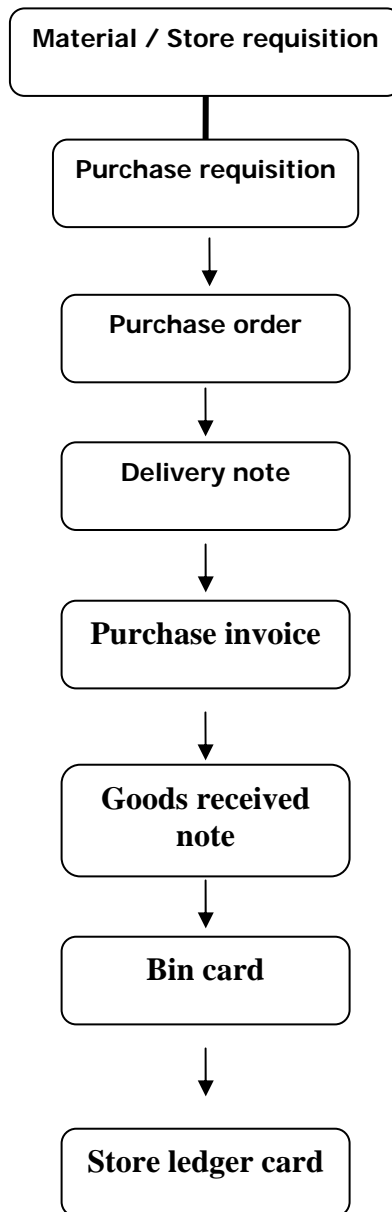 Material / Store requisition
Purchase requisition
Purchase order
Delivery note
Purchase invoice
Goods received
note
Bin card
Store ledger card